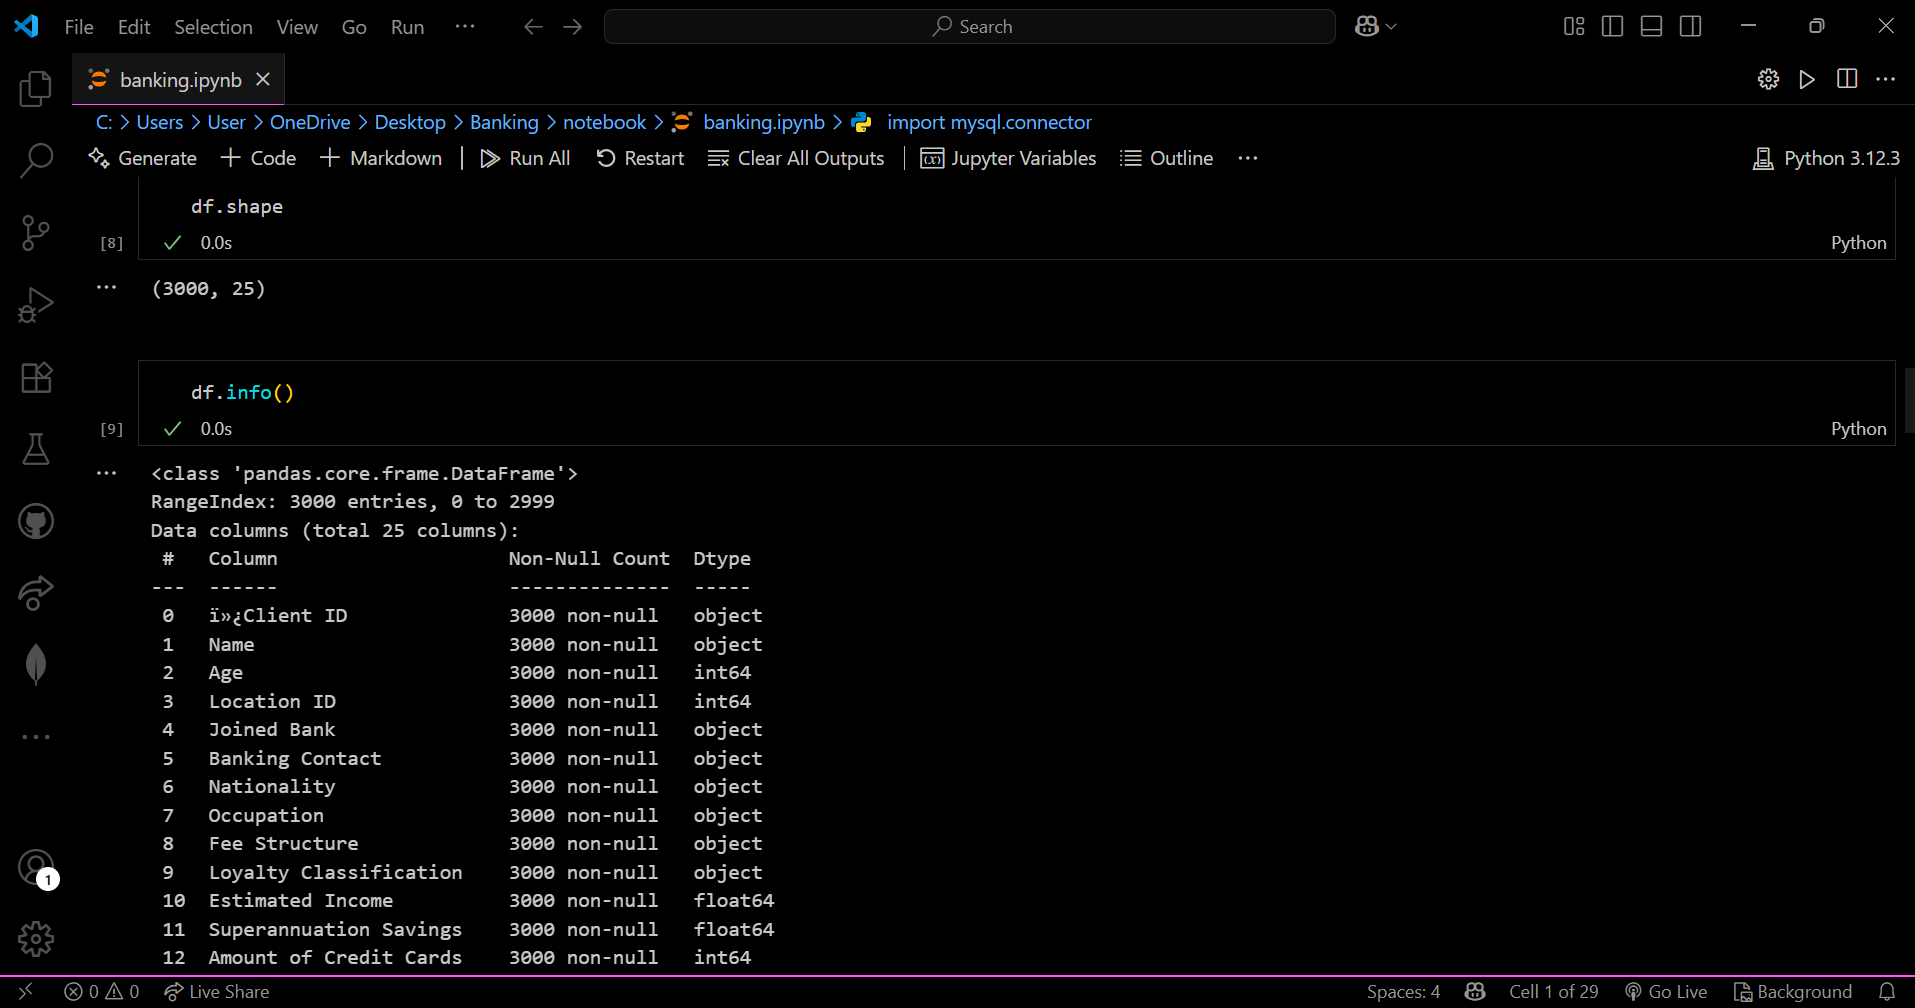 File Edit Selection View Go Run ··· Search
banking.ipynb
C: > Users > User > OneDrive > Desktop > Banking > notebook > banking.ipynb > import mysql.connector
Generate + Code + Markdown | Run All Restart Clear All Outputs | Jupyter Variables Outline ··· Python 3.12.3
df.shape
[8] 0.0s Python
(3000, 25)
df.info()
[9] 0.0s Python
<class 'pandas.core.frame.DataFrame'>
RangeIndex: 3000 entries, 0 to 2999
Data columns (total 25 columns):
# Column Non-Null Count Dtype
--- ------ -------------- -----
0 ï»¿Client ID 3000 non-null object
1 Name 3000 non-null object
2 Age 3000 non-null int64
3 Location ID 3000 non-null int64
4 Joined Bank 3000 non-null object
5 Banking Contact 3000 non-null object
6 Nationality 3000 non-null object
7 Occupation 3000 non-null object
8 Fee Structure 3000 non-null object
9 Loyalty Classification 3000 non-null object
10 Estimated Income 3000 non-null float64
11 Superannuation Savings 3000 non-null float64
12 Amount of Credit Cards 3000 non-null int64
1
0 0 Live Share Spaces: 4 Cell 1 of 29 Go Live Background